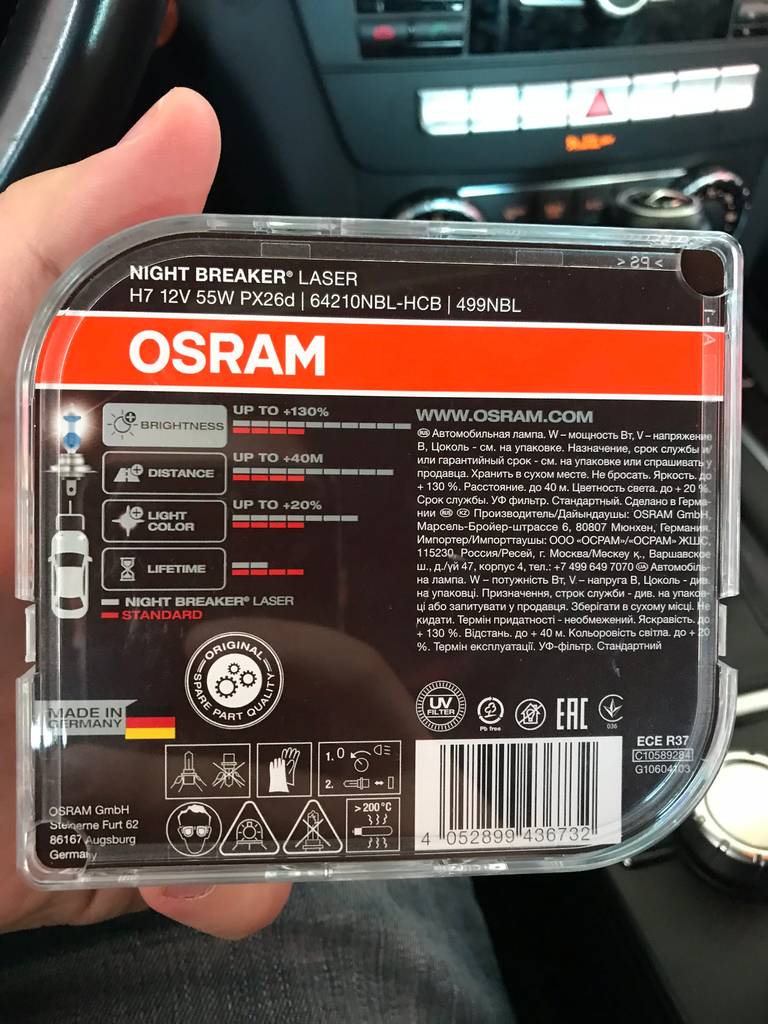 > PS <
NIGHT BREAKER® LASER
H7 12V 55W PX26d | 64210NBL-HCB | 499NBL
OSRAM
BRIGHTNESS
UP TO +130%
DISTANCE
UP TO +40M
LIGHT
COLOR
UP TO +20%
LIFETIME
NIGHT BREAKER® LASER
STANDARD
WWW.OSRAM.COM
Автомобильная лампа. W – мощность Вт, V – напряжение
В, Цоколь - см. на упаковке. Назначение, срок службы и/
или гарантийный срок - см. на упаковке или спрашивать у
продавца. Хранить в сухом месте. Не бросать. Яркость. до
+ 130 %. Расстояние. до 40 м. Цветность света. до + 20 %.
Срок службы. УФ фильтр. Стандартный. Сделано в Герма-
нии Производитель/Дайындаушы: OSRAM GmbH,
Марсель-Бройер-штрассе 6, 80807 Мюнхен, Германия.
Импортер/Импорттаушы: ООО «ОСРАМ»/«ОСРАМ» ЖШС,
115230, Россия/Ресей, г. Москва/Мәскеу қ., Варшавское
ш., д./үй 47, корпус 4, тел.: +7 499 649 7070 Автомобіль-
на лампа. W – потужність Вт, V – напруга В, Цоколь - див.
на упаковці. Призначення, строк служби - див. на упаков-
ці або запитувати у продавця. Зберігати в сухому місці. Не
кидати. Термін придатності - необмежений. Яскравість. до
+ 130 %. Відстань. до + 40 м. Кольоровість світла. до + 20
%. Термін експлуатації. УФ-фільтр. Стандартний
ORIGINAL
SPARE PART QUALITY
MADE IN
GERMANY
UV
FILTER
Pb free
EAC
036
ECE R37
C10589284
G10604103
1. 0
2.
> 200 °C
OSRAM GmbH
Steinerne Furt 62
86167 Augsburg
Germany
4 052899 436732